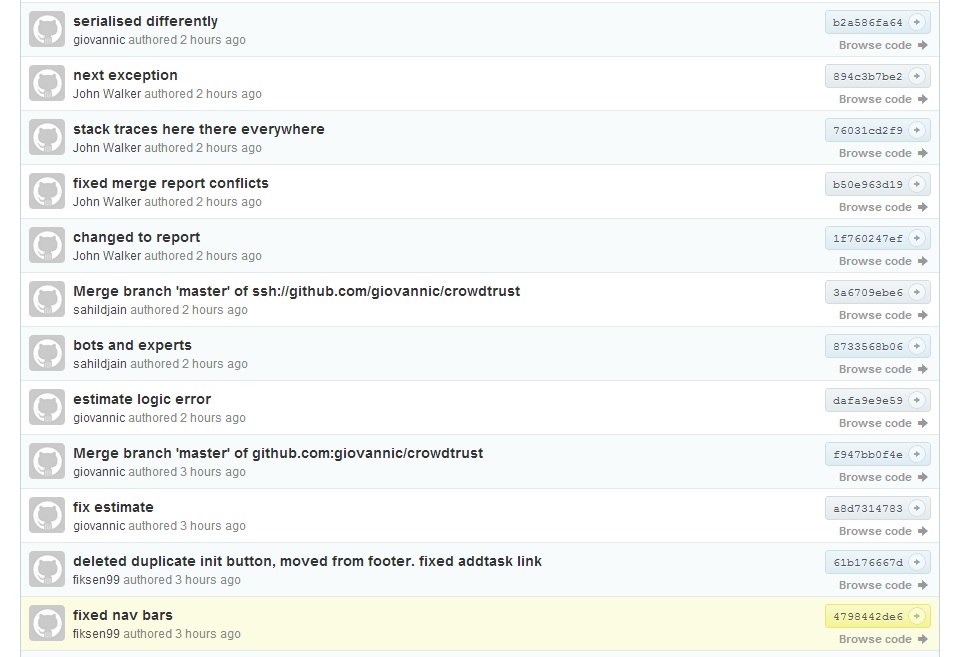 serialised differently
b2a586fa64
giovannic authored 2 hours ago
Browse code
next exception
894c3b7be2
John Walker authored 2 hours ago
Browse code
stack traces here there everywhere
76031cd2f9
John Walker authored 2 hours ago
Browse code
fixed merge report conflicts
b50e963d19
John Walker authored 2 hours ago
Browse code
changed to report
1f760247ef
John Walker authored 2 hours ago
Browse code
Merge branch 'master' of ssh://github.com/giovannic/crowdtrust
3a6709ebe6
sahildjain authored 2 hours ago
Browse code
bots and experts
8733568b06
sahildjain authored 2 hours ago
Browse code
estimate logic error
dafa9e9e59
giovannic authored 2 hours ago
Browse code
Merge branch 'master' of github.com:giovannic/crowdtrust
f947bb0f4e
giovannic authored 3 hours ago
Browse code
fix estimate
a8d7314783
giovannic authored 3 hours ago
Browse code
deleted duplicate init button, moved from footer. fixed addtask link
61b176667d
fiksen99 authored 3 hours ago
Browse code
fixed nav bars
4798442de6
fiksen99 authored 3 hours ago
Browse code